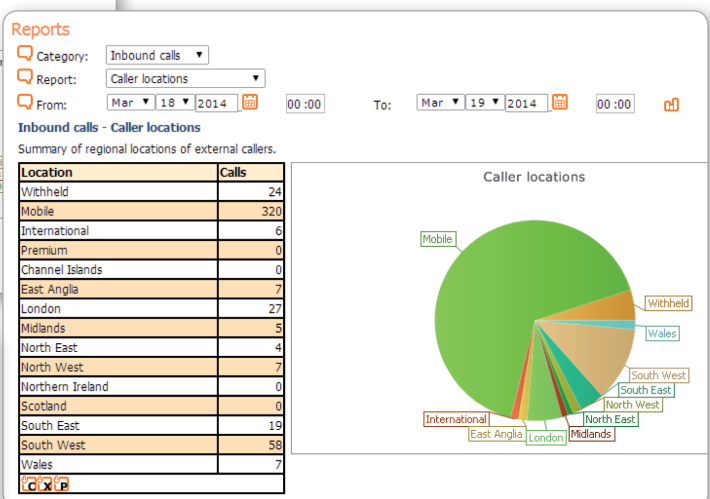 Reports
Category: Inbound calls
Report: Caller locations
From: Mar 18 2014 00 :00 To: Mar 19 2014 00 :00
Inbound calls - Caller locations
Summary of regional locations of external callers.
Location Calls
Withheld 24
Mobile 320
International 6
Premium 0
Channel Islands 0
East Anglia 7
London 27
Midlands 5
North East 4
North West 7
Northern Ireland 0
Scotland 0
South East 19
South West 58
Wales 7
C X P
Caller locations
Mobile
Withheld
Wales
South West
South East
North West
North East
Midlands
London
East Anglia
International